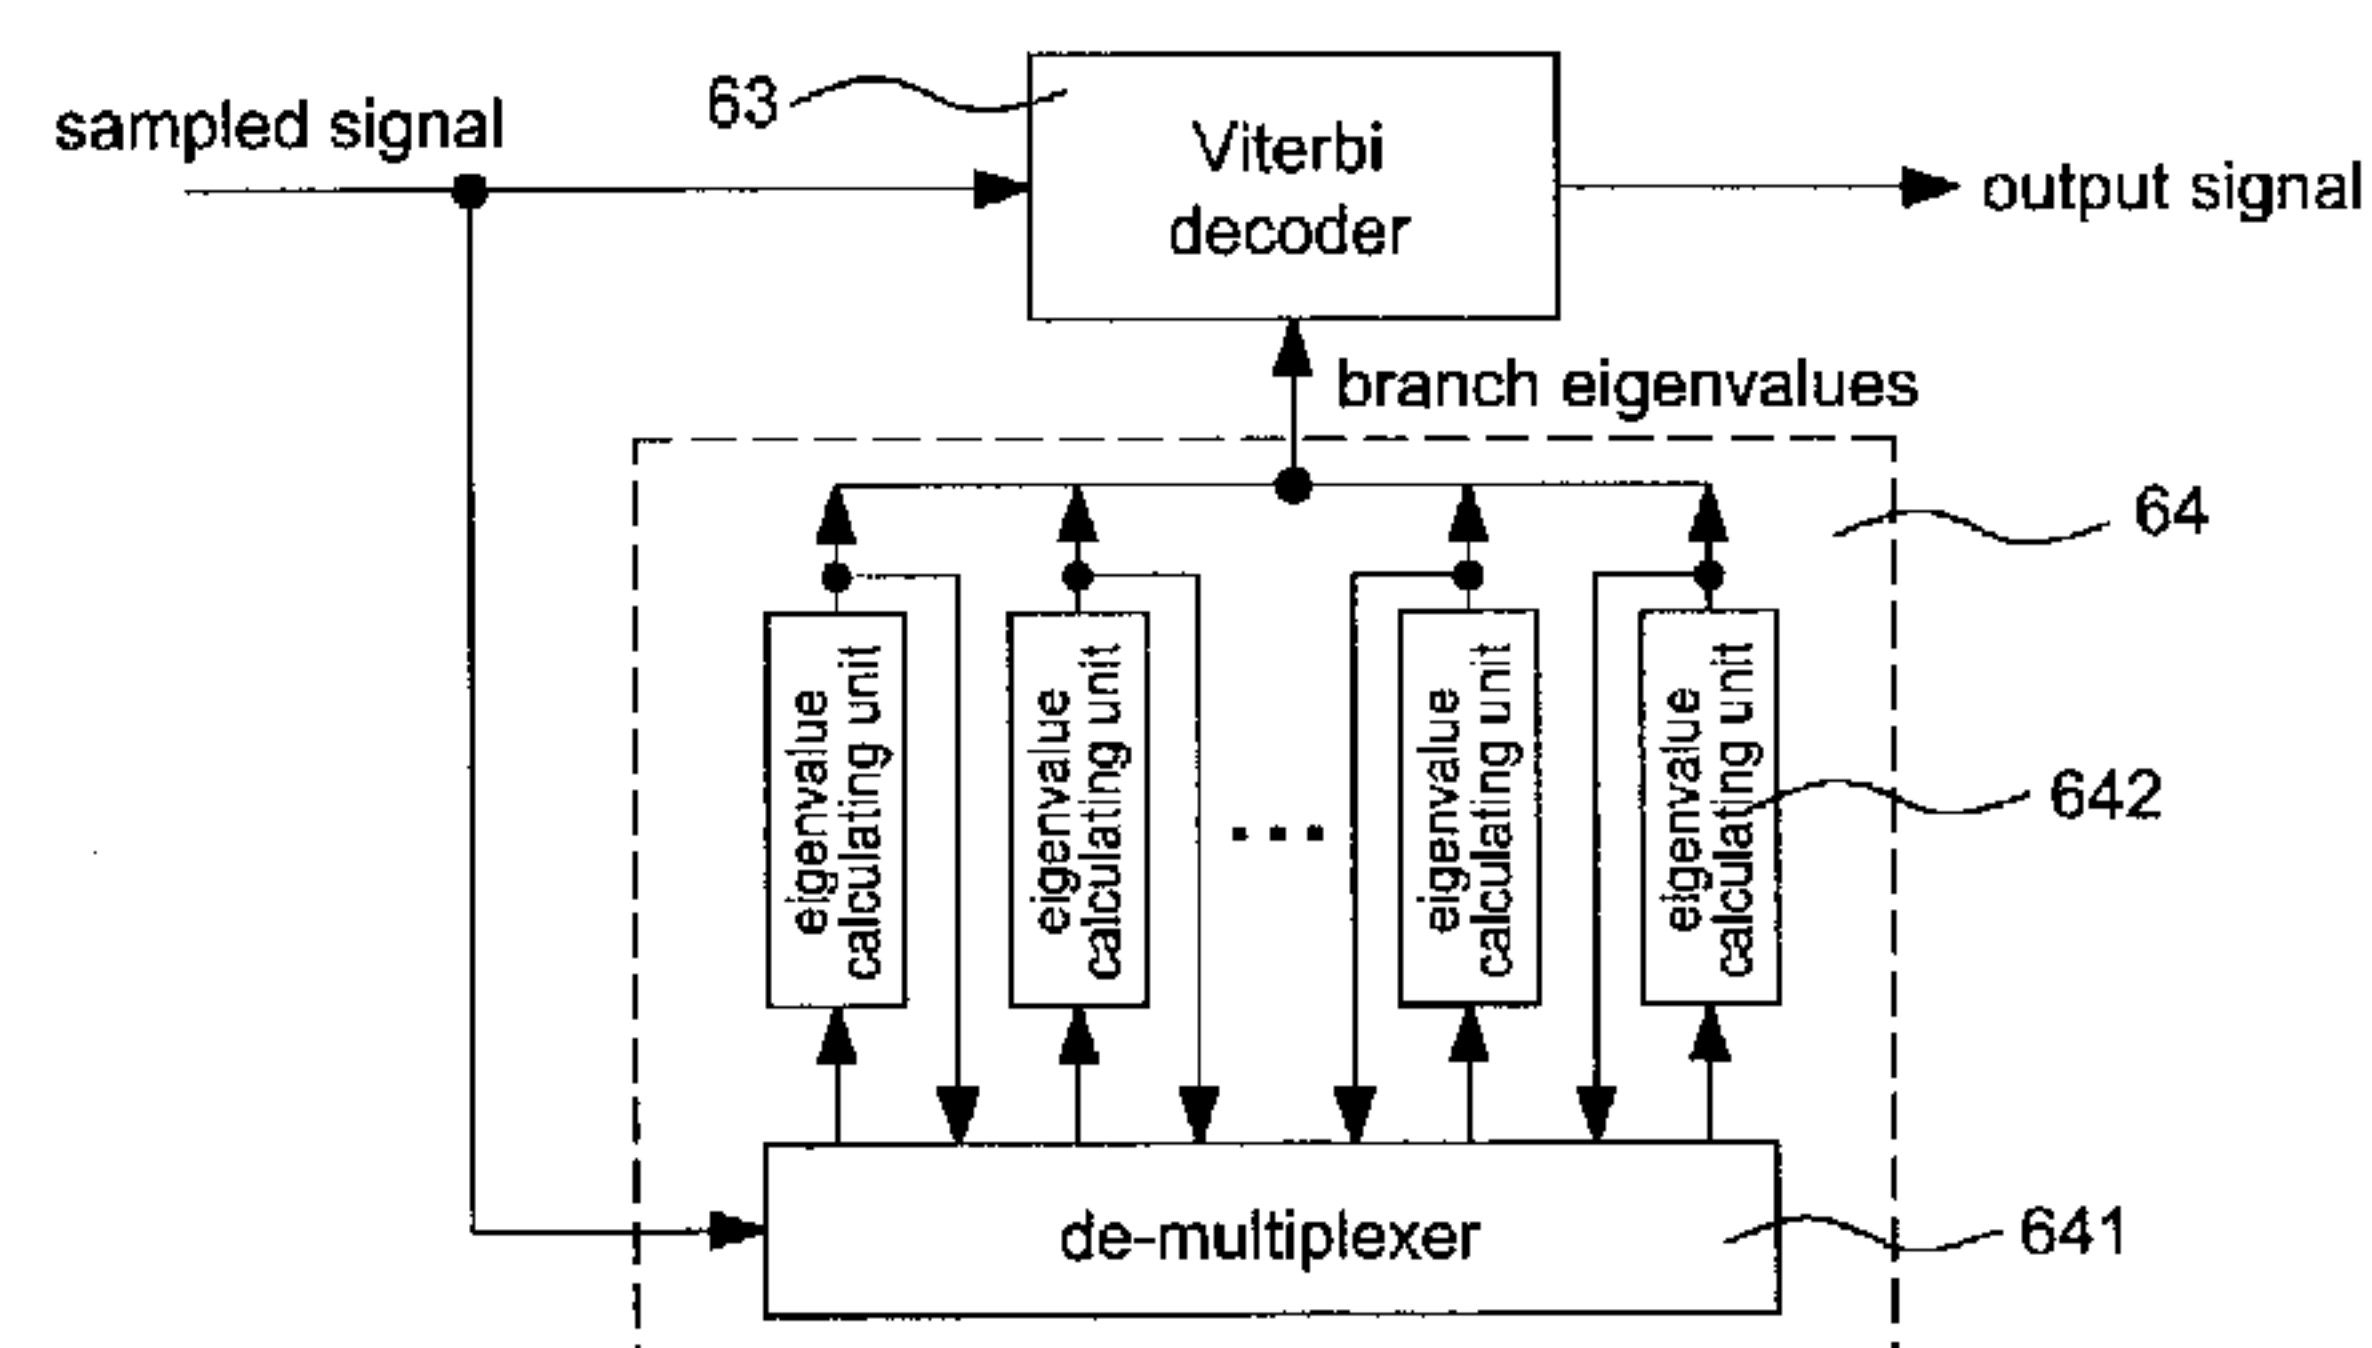 sampled signal
63
Viterbi
decoder
output signal
branch eigenvalues
64
eigenvalue
calculating unit
eigenvalue
calculating unit
...
eigenvalue
calculating unit
eigenvalue
calculating unit
642
de-multiplexer
641